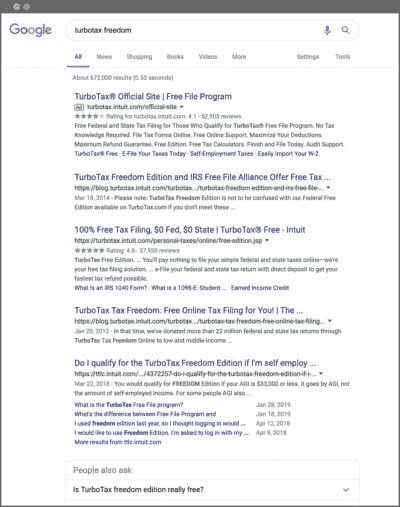 Google
turbotax freedom
All News Shopping Books Videos More Settings Tools
About 672,000 results (0.53 seconds)
TurboTax® Official Site | Free File Program
Ad turbotax.intuit.com/official-site
Rating for turbotax.intuit.com: 4.1 - 52,905 reviews
Free Federal and State Tax Filing for Those Who Qualify for TurboTax® Free File Program. No Tax
Knowledge Required. File Tax Forms Online. Free Online Support. Maximize Your Deductions.
Maximum Refund Guarantee. Free Edition. Free Tax Calculators. Finish and File Today. Audit Support.
TurboTax® Free · E-File Your Taxes Today · Self-Employment Taxes · Easily Import Your W-2
TurboTax Freedom Edition and IRS Free File Alliance Offer Free Tax ...
https://blog.turbotax.intuit.com/turbotax.../turbotax-freedom-edition-and-irs-free-file-...
Mar 18, 2014 - Please note: TurboTax Freedom Edition is not to be confused with our Federal Free
Edition available on TurboTax.com if you don't meet these ...
100% Free Tax Filing, $0 Fed, $0 State | TurboTax® Free - Intuit
https://turbotax.intuit.com/personal-taxes/online/free-edition.jsp
Rating: 4.8 - 37,930 reviews
TurboTax Free Edition. ... You'll pay nothing to file your simple federal and state taxes online—we're
your free tax filing solution. ... e-File your federal and state tax return with direct deposit to get your
fastest tax refund possible.
What Is an IRS 1040 Form? · What is a 1098-E: Student ... · Earned Income Credit
TurboTax Tax Freedom: Free Online Tax Filing for You! | The ...
https://blog.turbotax.intuit.com/turbotax.../turbotax-tax-freedom-free-online-tax-filing...
Jan 20, 2012 - In that time, we've donated more than 22 million federal and state tax returns through
TurboTax Tax Freedom Online to low and middle-income ...
Do I qualify for the TurboTax Freedom Edition if I'm self employ ...
https://ttlc.intuit.com/.../4372257-do-i-qualify-for-the-turbotax-freedom-edition-if-i-...
Mar 22, 2018 - You would qualify for FREEDOM Edition if your AGI is $33,000 or less. It goes by AGI, not
the amount of self-employed income. For some people AGI also ...
What is the TurboTax Free File program? Jan 28, 2019
What's the difference between Free File Program and Jan 18, 2019
I used freedom edition last year, so I thought logging in would ... Apr 12, 2018
I would like to use Freedom Edition. I'm asked to log in with my ... Apr 9, 2018
More results from ttlc.intuit.com
People also ask
Is TurboTax freedom edition really free?